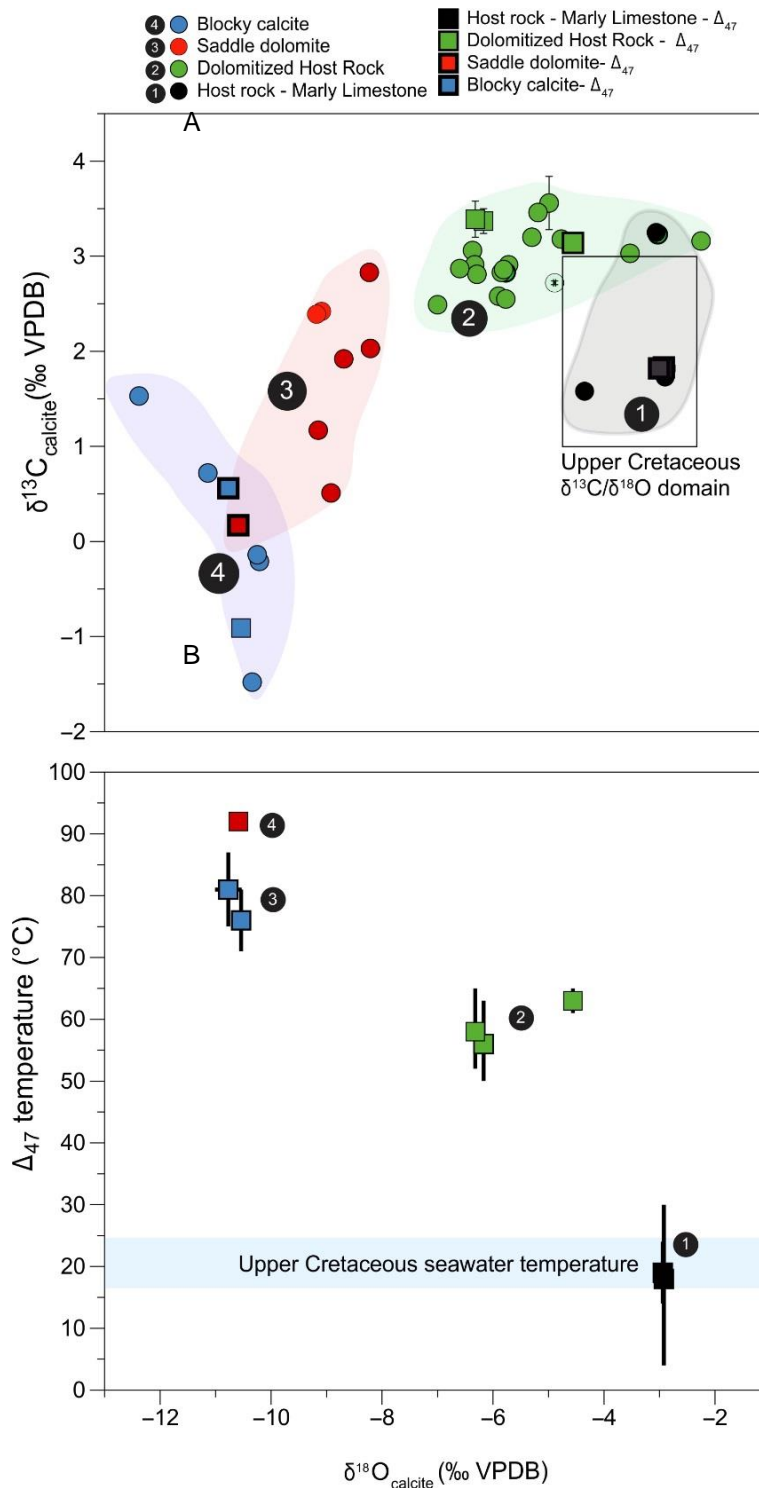 4 Blocky calcite
3 Saddle dolomite
2 Dolomitized Host Rock
1 Host rock - Marly Limestone
Host rock - Marly Limestone - Δ47
Dolomitized Host Rock - Δ47
Saddle dolomite- Δ47
Blocky calcite- Δ47
A
4
3
2
1
0
−1
−2
δ13Ccalcite(‰ VPDB)
2
3
1
4
Upper Cretaceous
δ13C/δ18O domain
B
100
90
80
70
60
50
40
30
20
10
0
Δ47 temperature (°C)
4
3
2
1
Upper Cretaceous seawater temperature
−12 −10 −8 −6 −4 −2
δ18Ocalcite (‰ VPDB)